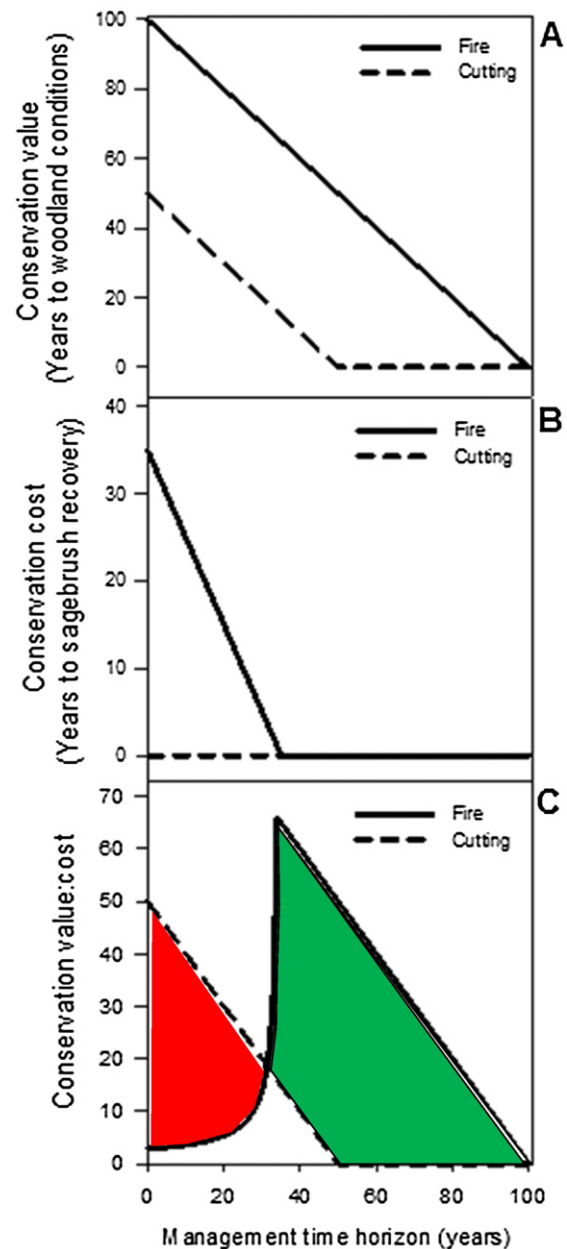 A
Fire
Cutting
Conservation value
(Years to woodland conditions)
100
80
60
40
20
0
B
Fire
Cutting
Conservation cost
(Years to sagebrush recovery)
40
30
20
10
0
C
Fire
Cutting
Conservation value:cost
70
60
50
40
30
20
10
0
0 20 40 60 80 100
Management time horizon (years)